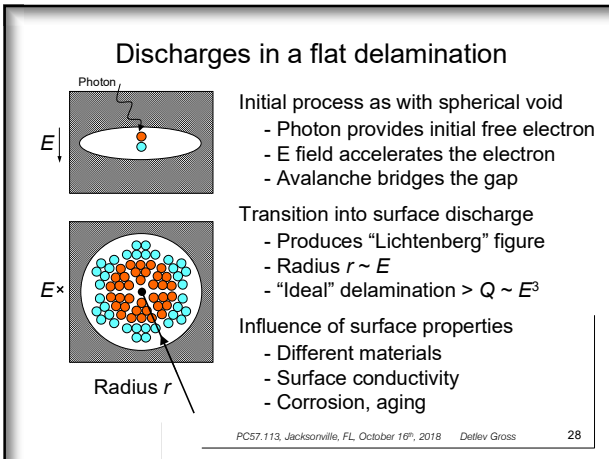 Discharges in a flat delamination
Photon
E
Initial process as with spherical void
- Photon provides initial free electron
- E field accelerates the electron
- Avalanche bridges the gap
Transition into surface discharge
- Produces “Lichtenberg” figure
- Radius r ~ E
- “Ideal” delamination > Q ~ E³
E×
Influence of surface properties
- Different materials
- Surface conductivity
- Corrosion, aging
Radius r
PC57.113, Jacksonville, FL, October 16th, 2018 Detlev Gross 28